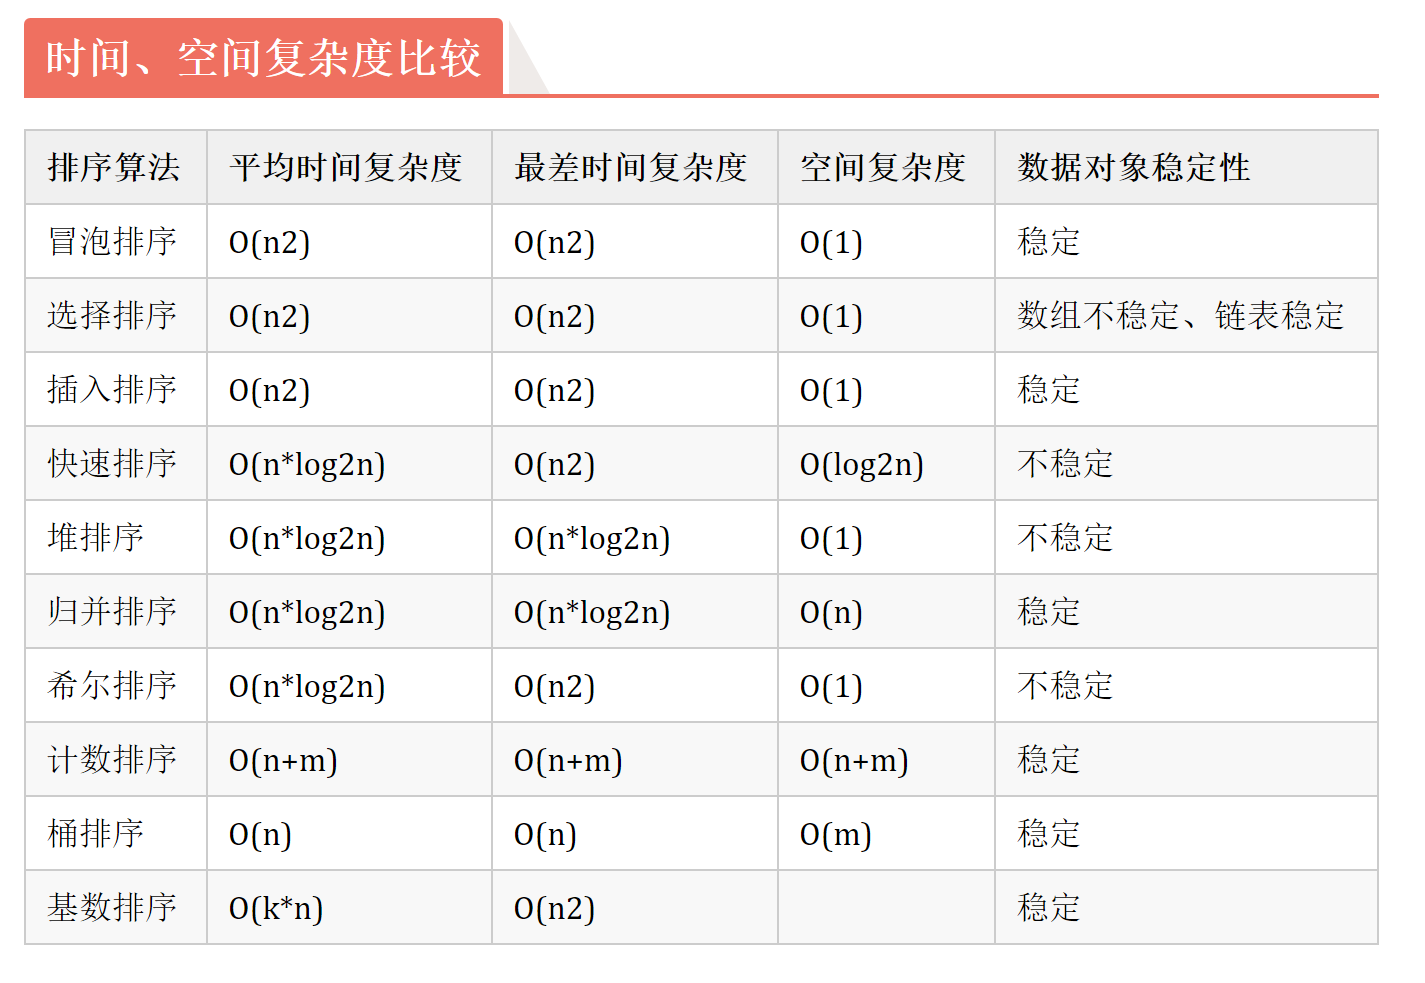 时间、空间复杂度比较
排序算法 平均时间复杂度 最差时间复杂度 空间复杂度 数据对象稳定性
冒泡排序 O(n2) O(n2) O(1) 稳定
选择排序 O(n2) O(n2) O(1) 数组不稳定、链表稳定
插入排序 O(n2) O(n2) O(1) 稳定
快速排序 O(n*log2n) O(n2) O(log2n) 不稳定
堆排序 O(n*log2n) O(n*log2n) O(1) 不稳定
归并排序 O(n*log2n) O(n*log2n) O(n) 稳定
希尔排序 O(n*log2n) O(n2) O(1) 不稳定
计数排序 O(n+m) O(n+m) O(n+m) 稳定
桶排序 O(n) O(n) O(m) 稳定
基数排序 O(k*n) O(n2) 稳定